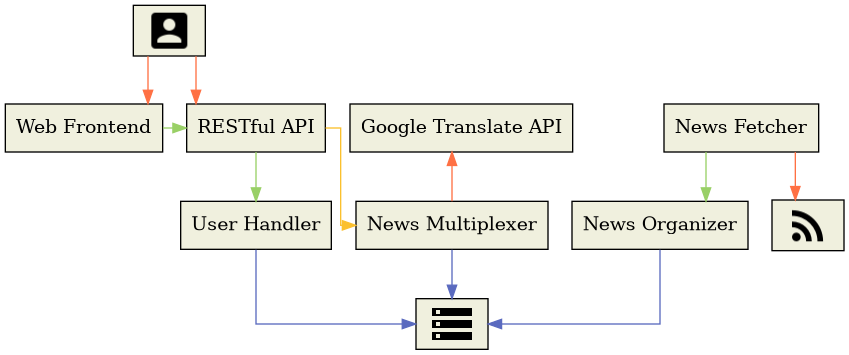 Web Frontend
RESTful API
Google Translate API
News Fetcher
User Handler
News Multiplexer
News Organizer